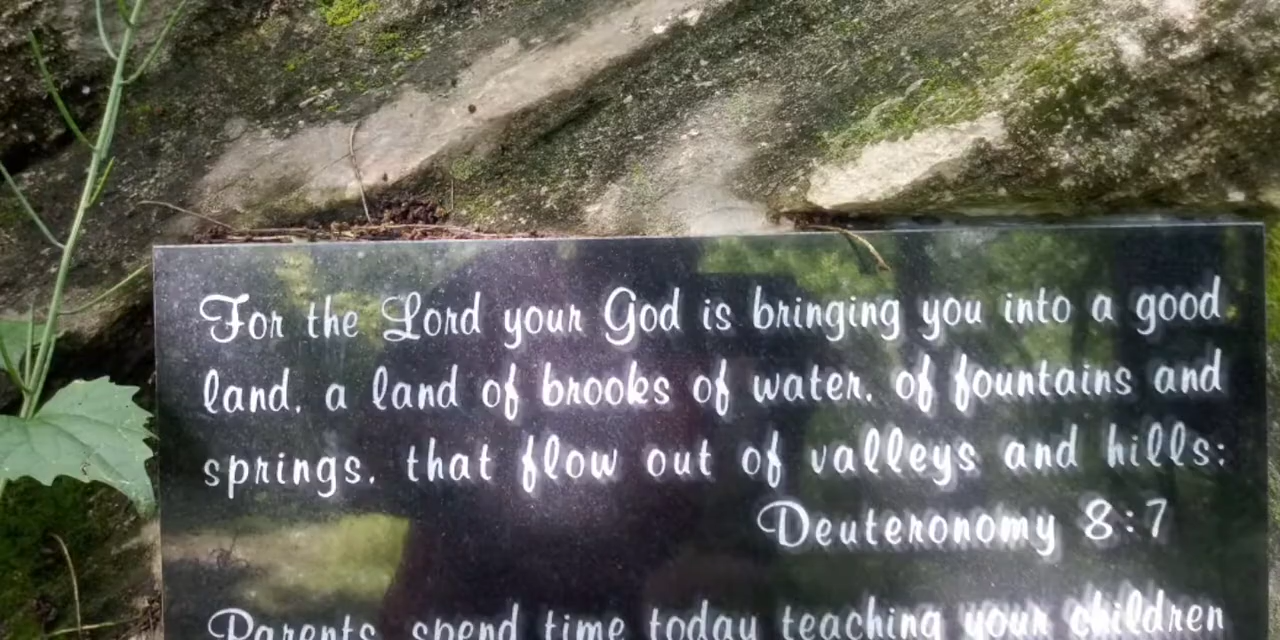 For the Lord your God is bringing you into a good
land, a land of brooks of water, of fountains and
springs, that flow out of valleys and hills;
Deuteronomy 8:7
Parents, spend time today teaching your children